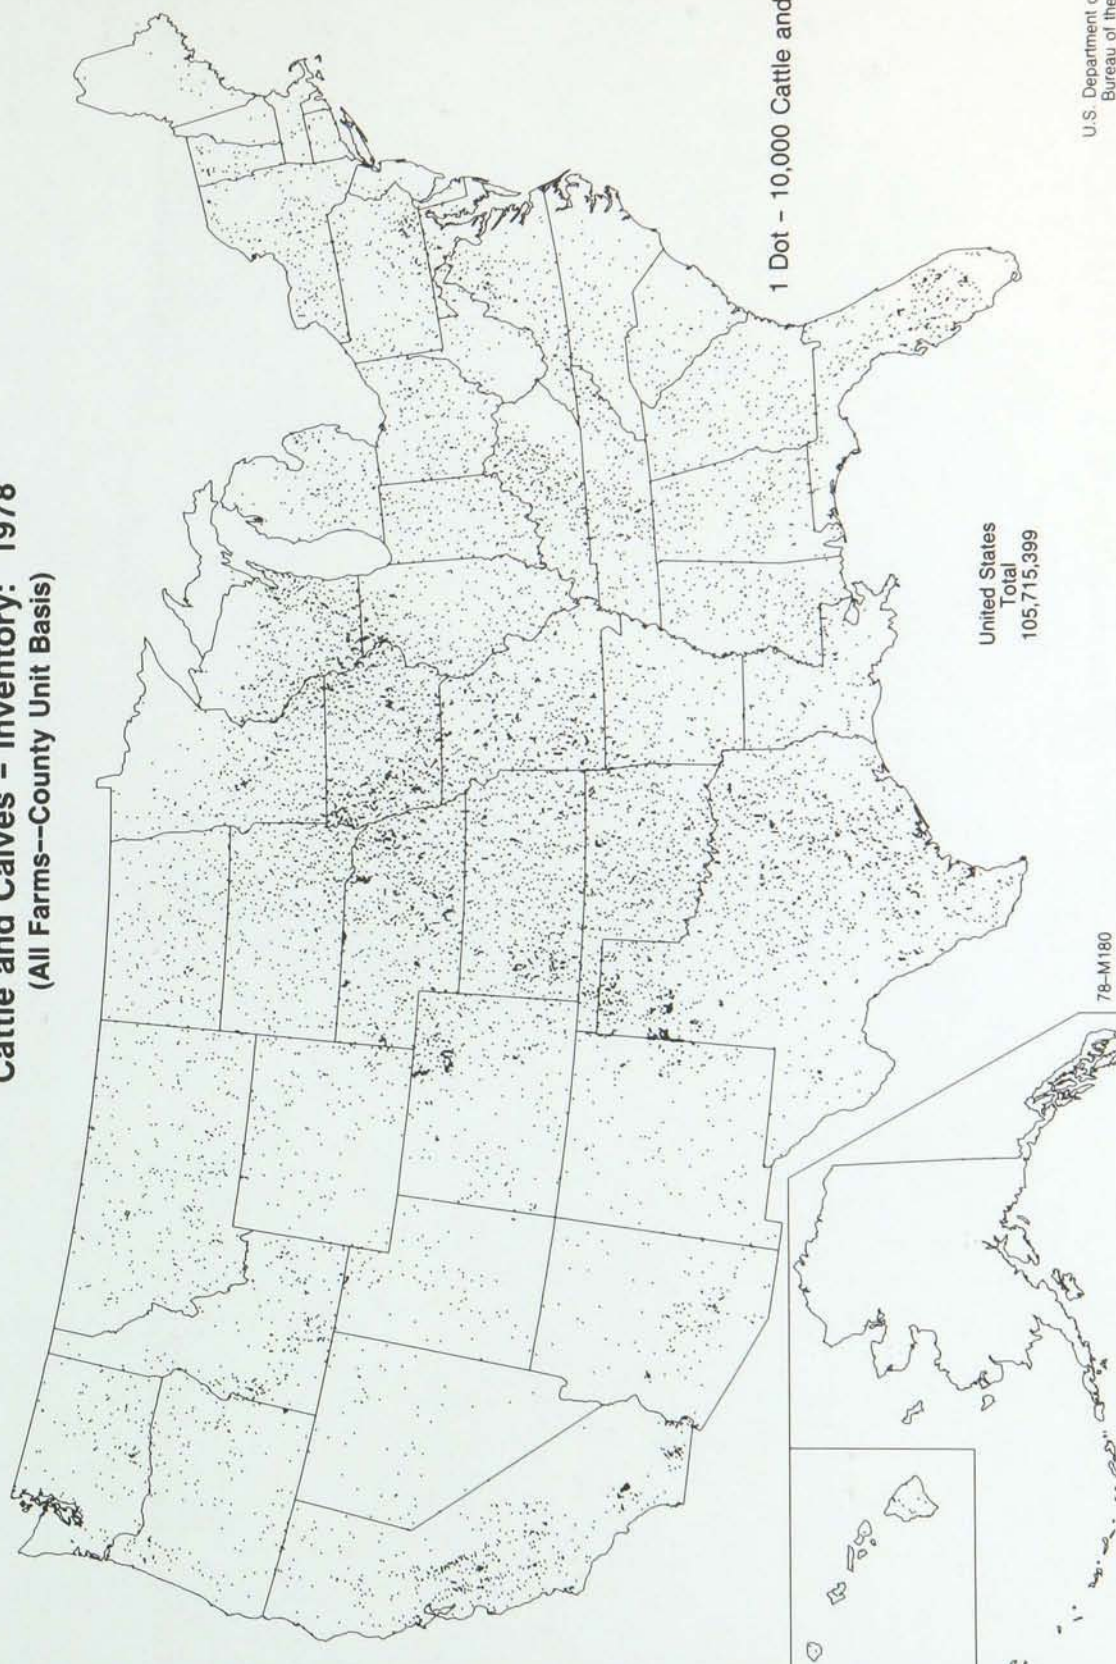 Cattle and Calves – Inventory: 1978
(All Farms—County Unit Basis)
1 Dot – 10,000 Cattle and
United States
Total
105,715,399
78–M180
U.S. Department
Bureau of the